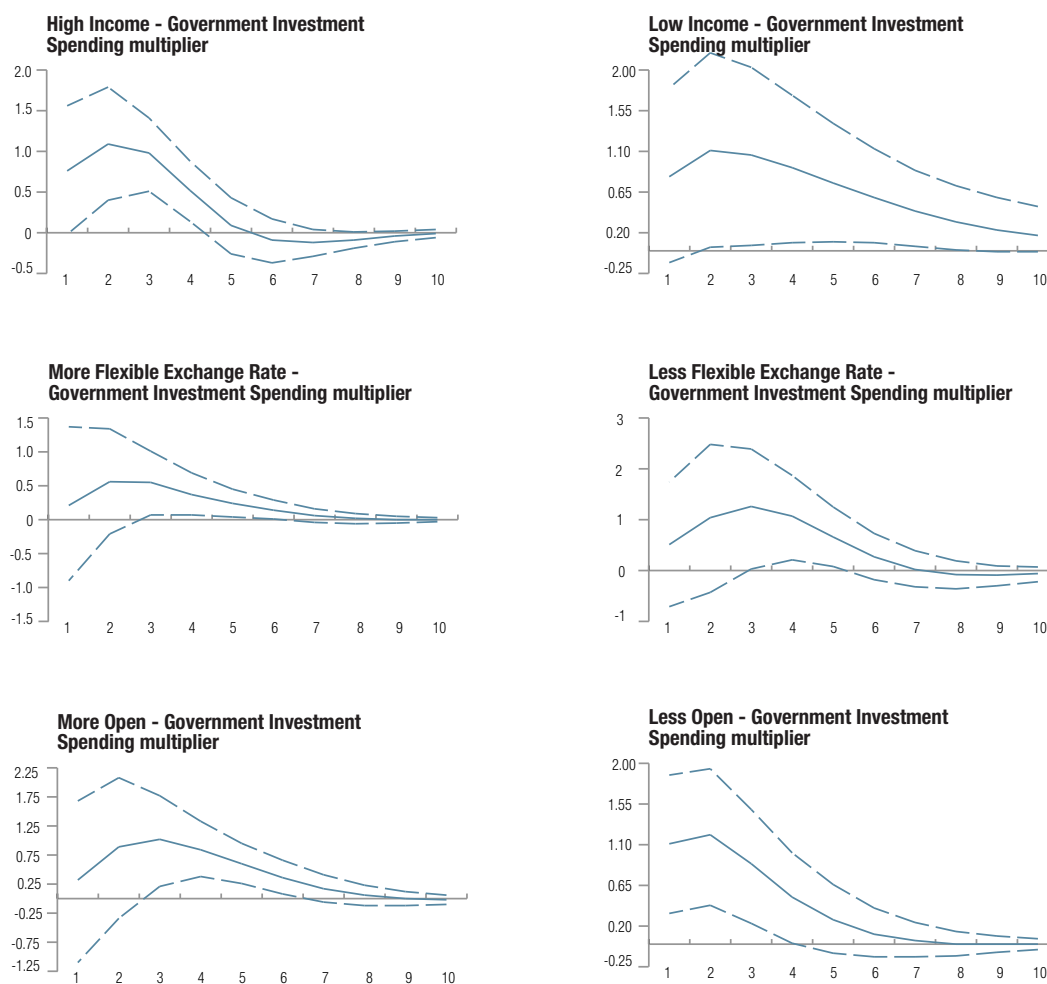 High Income - Government Investment
Spending multiplier
2.0
1.5
1.0
0.5
0
-0.5
1 2 3 4 5 6 7 8 9 10
Low Income - Government Investment
Spending multiplier
2.00
1.55
1.10
0.65
0.20
-0.25
1 2 3 4 5 6 7 8 9 10
More Flexible Exchange Rate -
Government Investment Spending multiplier
1.5
1.0
0.5
0
-0.5
-1.0
-1.5
1 2 3 4 5 6 7 8 9 10
Less Flexible Exchange Rate -
Government Investment Spending multiplier
3
2
1
0
-1
1 2 3 4 5 6 7 8 9 10
More Open - Government Investment
Spending multiplier
2.25
1.75
1.25
0.75
0.25
-0.25
-0.75
-1.25
1 2 3 4 5 6 7 8 9 10
Less Open - Government Investment
Spending multiplier
2.00
1.55
1.10
0.65
0.20
-0.25
1 2 3 4 5 6 7 8 9 10